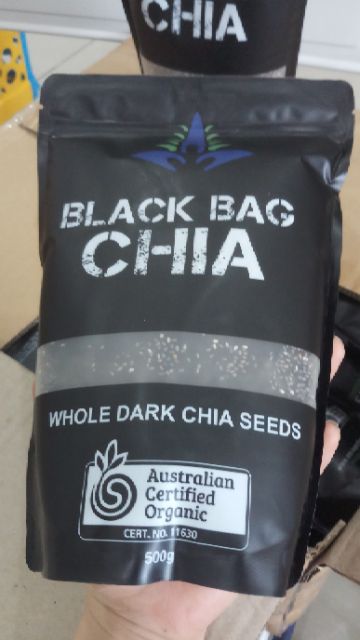 CHIA
BLACK BAG
CHIA
WHOLE DARK CHIA SEEDS
Australian
Certified
Organic
CERT. NO. 11630
500g